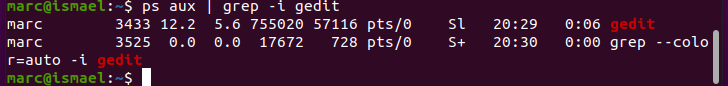 marc@ismael:~$ ps aux | grep -i gedit
marc      3433 12.2  5.6 755020 57116 pts/0    Sl   20:29   0:06 gedit
marc      3525  0.0  0.0  17672   728 pts/0    S+   20:30   0:00 grep --colo
r=auto -i gedit
marc@ismael:~$